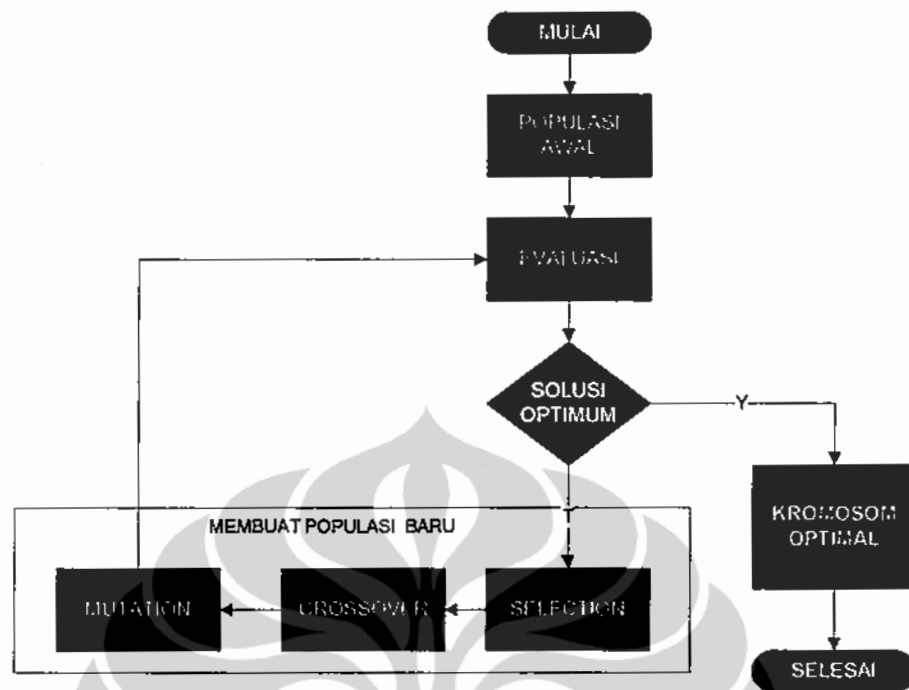 MULAI
POPULASI
AWAL
EVALUASI
SOLUSI
OPTIMUM
Y
T
KROMOSOM
OPTIMAL
MEMBUAT POPULASI BARU
MUTATION
CROSSOVER
SELECTION
SELESAI